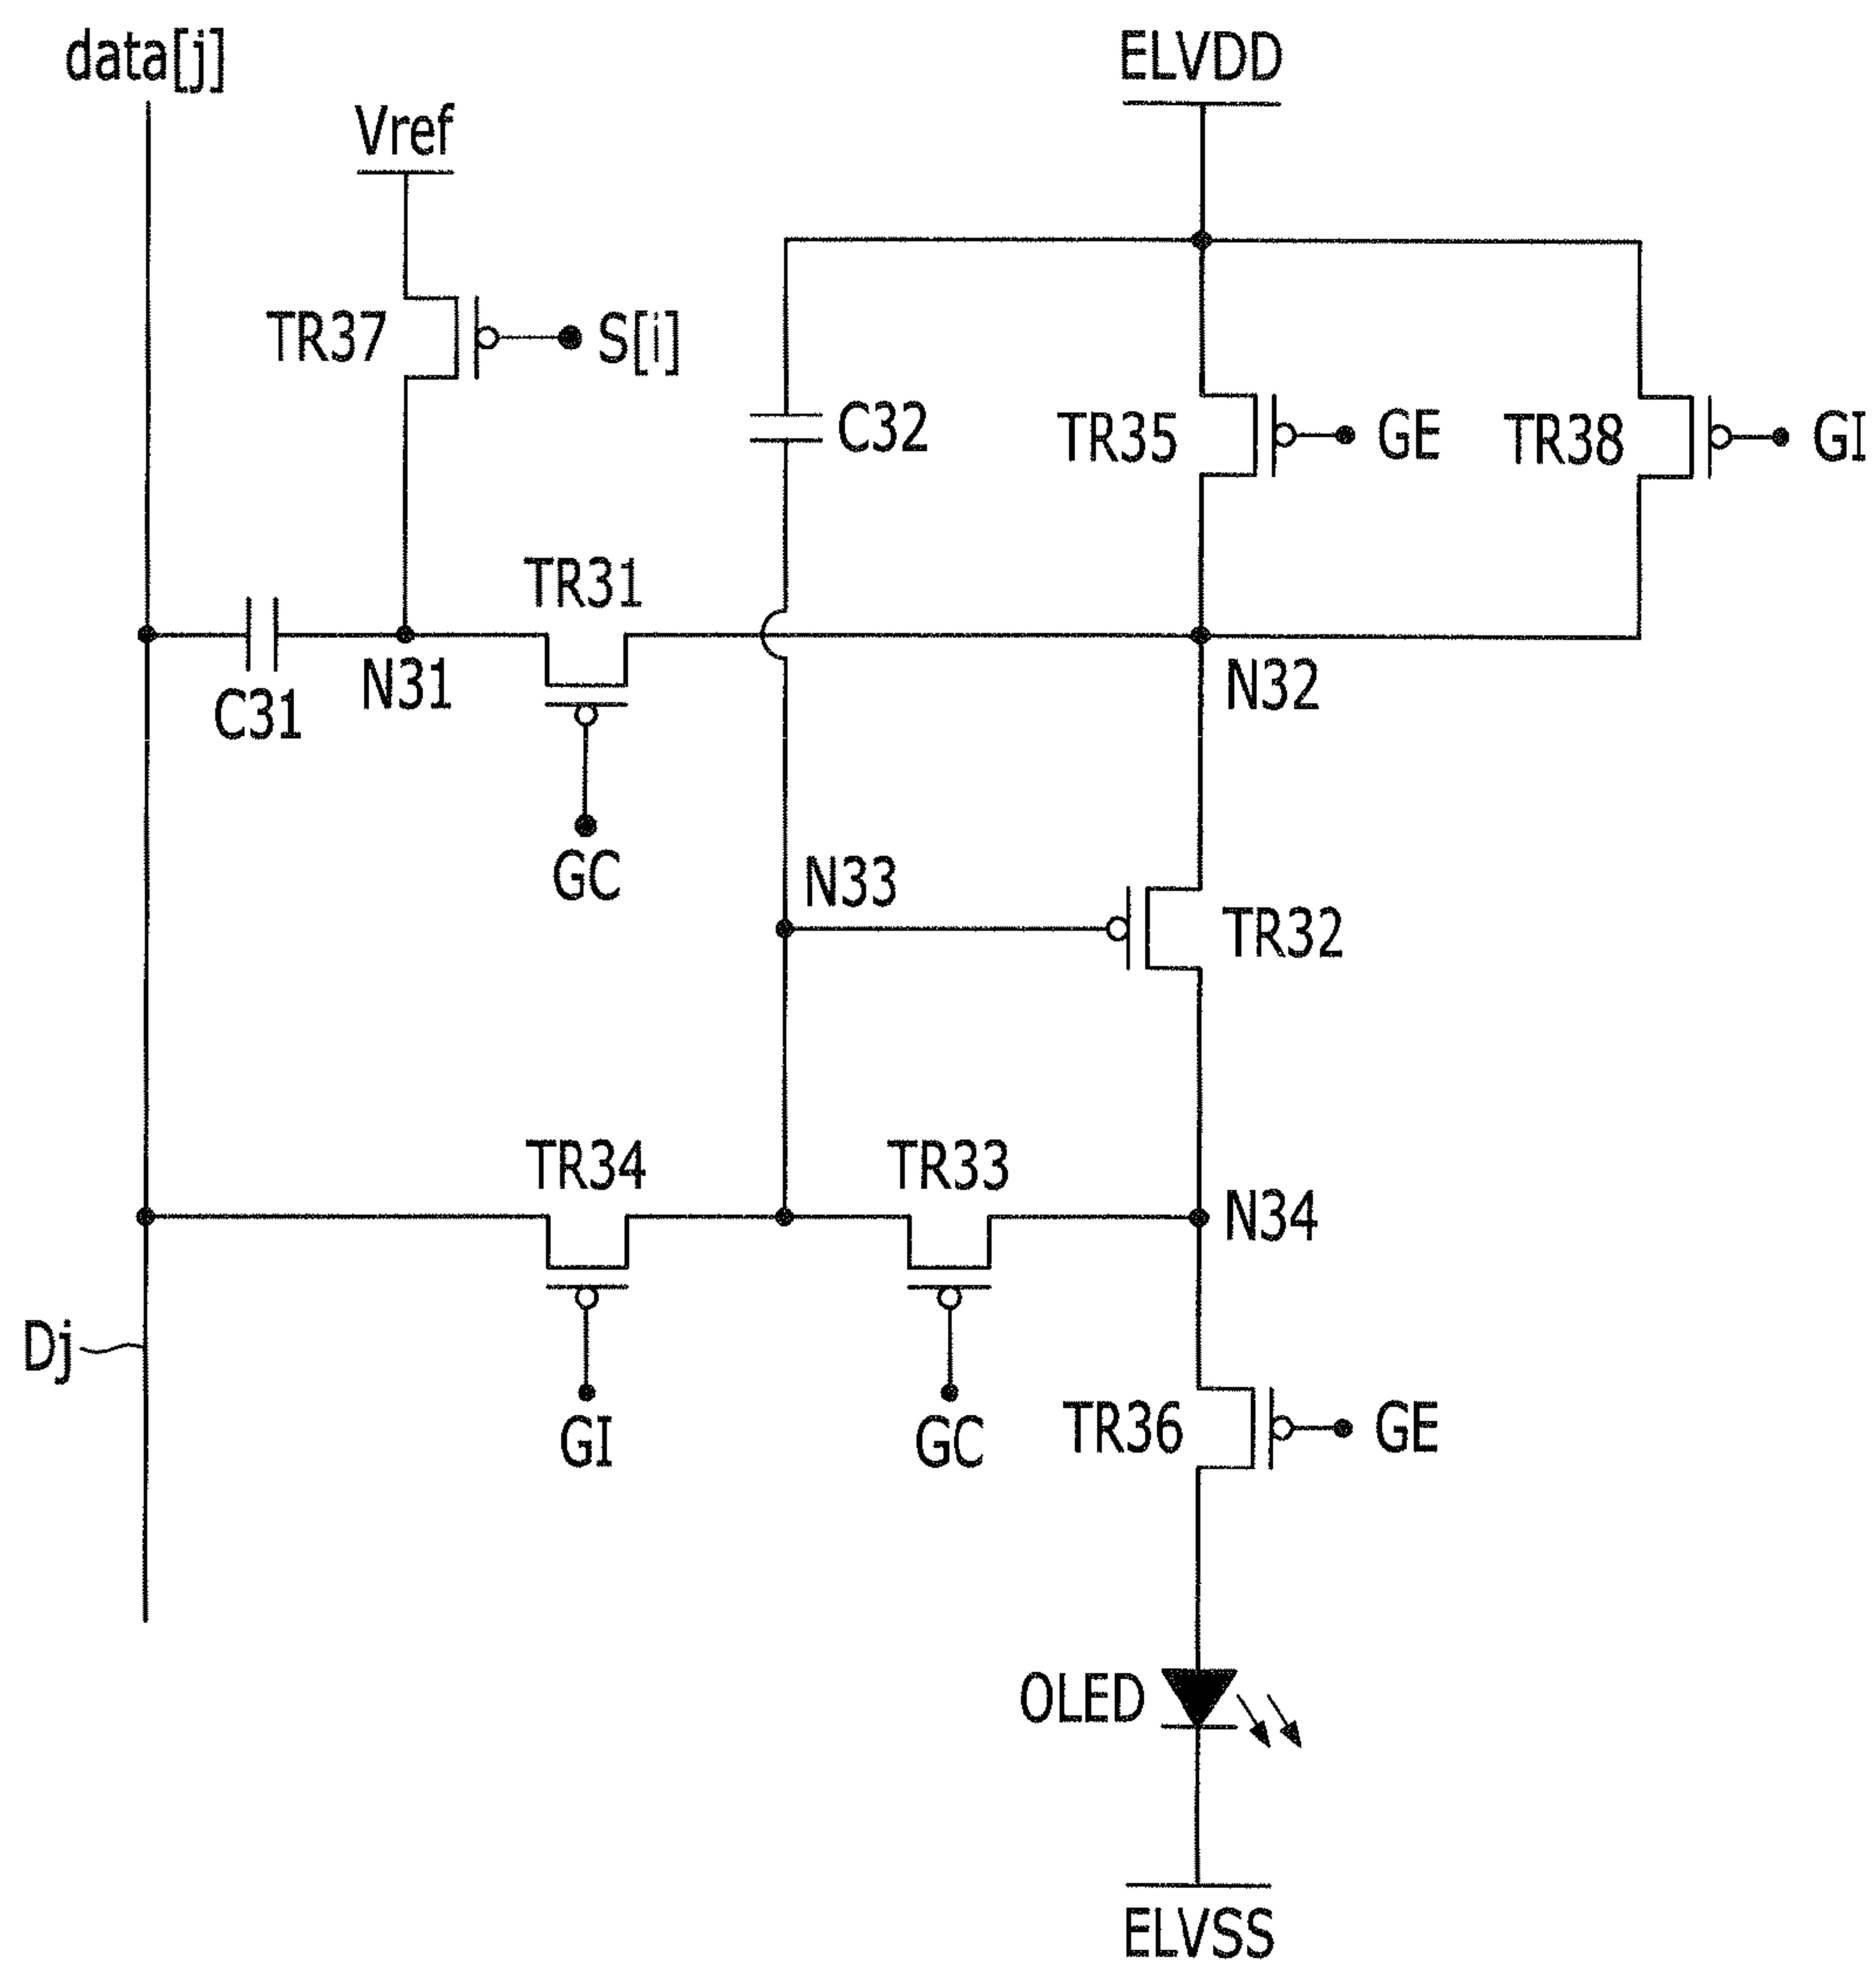 data[j]
ELVDD
Vref
TR37
S[i]
C32
TR35
GE
TR38
GI
TR31
N31
N32
C31
GC
N33
TR32
TR34
TR33
N34
Dj
GI
GC
TR36
GE
OLED
ELVSS